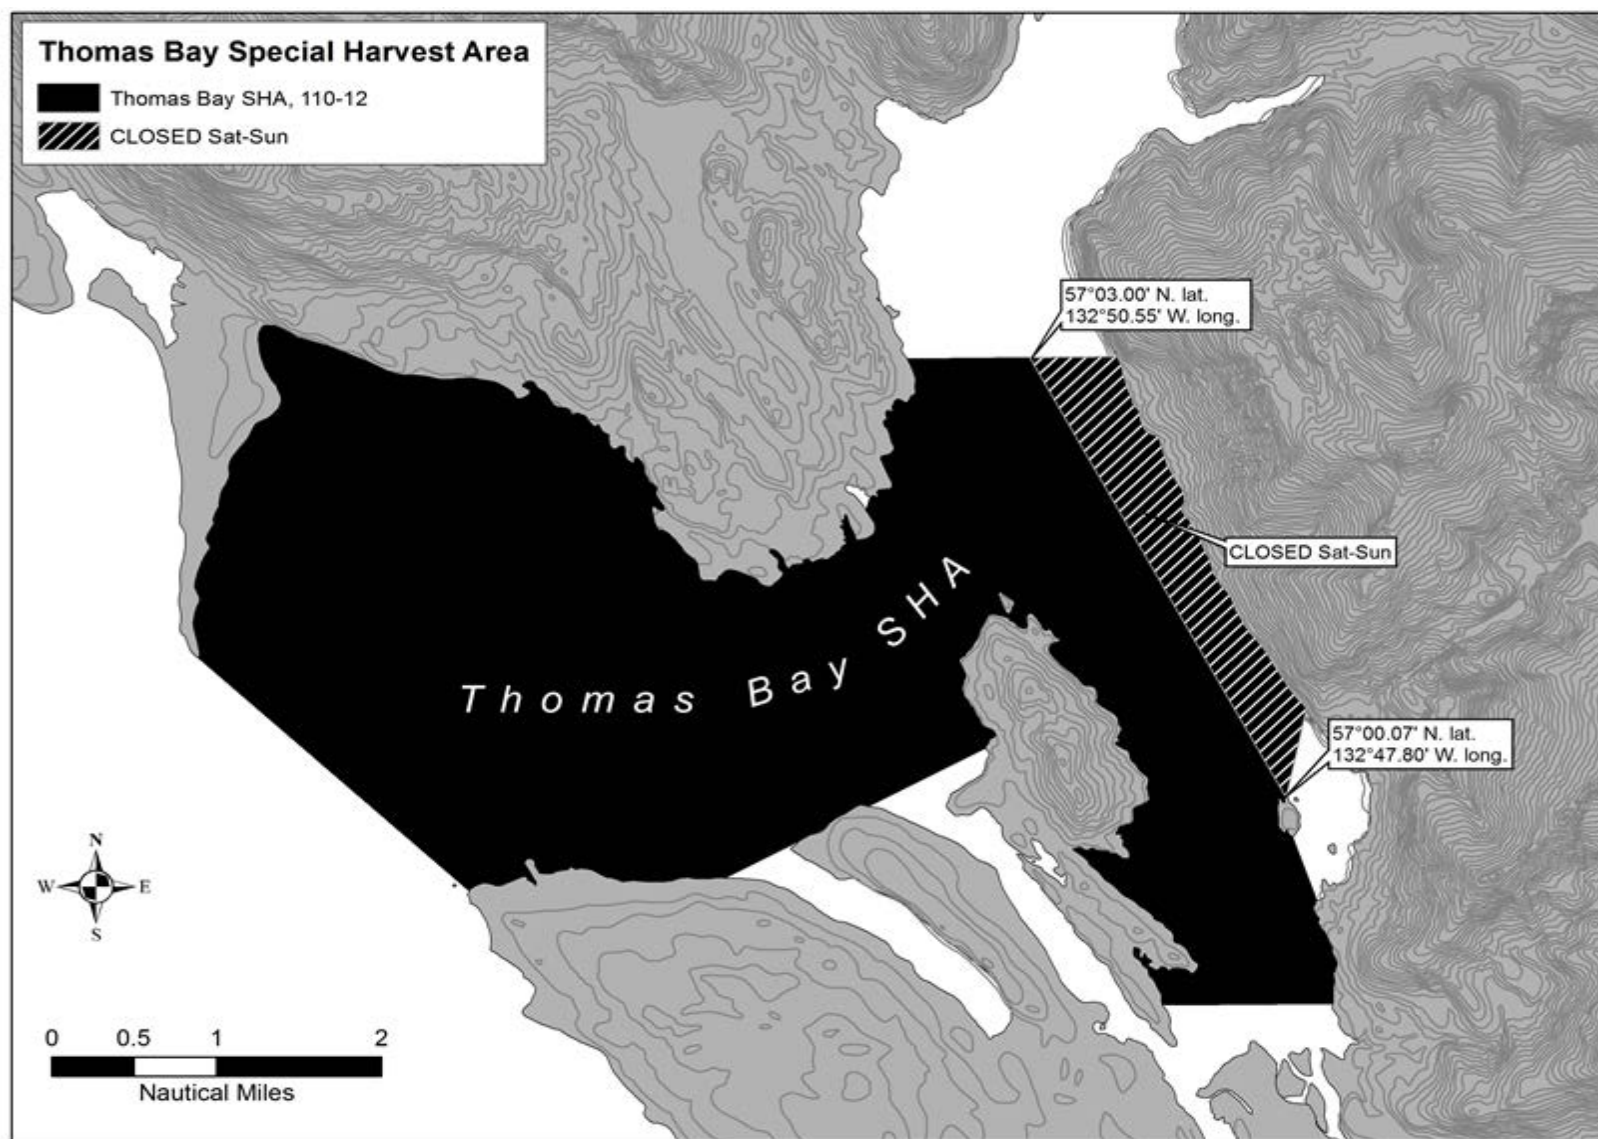 Thomas Bay Special Harvest Area
Thomas Bay SHA, 110-12
CLOSED Sat-Sun
57°03.00' N. lat.
132°50.55' W. long.
CLOSED Sat-Sun
Thomas Bay SHA
57°00.07' N. lat.
132°47.80' W. long.
N
W E
S
0 0.5 1 2
Nautical Miles